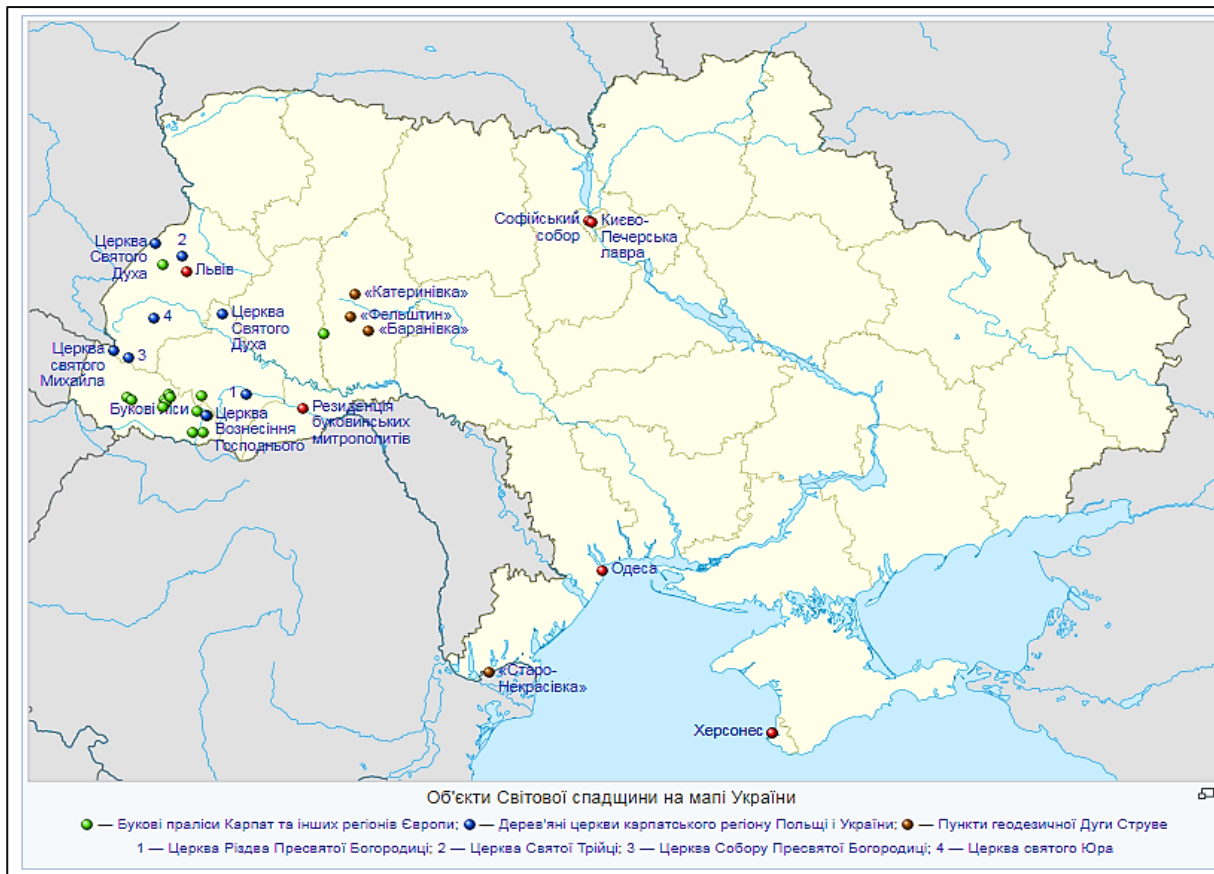 Софійський
собор
Києво-
Печерська
лавра
Церква
Святого
Духа
2
Львів
«Катеринівка»
«Фельштин»
«Баранівка»
4
Церква
Святого
Духа
Церква
святого
Михайла
3
1
Букові ліси
Церква
Вознесіння
Господнього
Резиденція
буковинських
митрополитів
Одеса
«Старо-
Некрасівка»
Херсонес
Об'єкти Світової спадщини на мапі України
— Букові праліси Карпат та інших регіонів Європи; — Дерев'яні церкви карпатського регіону Польщі і України; — Пункти геодезичної Дуги Струве
1 — Церква Різдва Пресвятої Богородиці; 2 — Церква Святої Трійці; 3 — Церква Собору Пресвятої Богородиці; 4 — Церква святого Юра